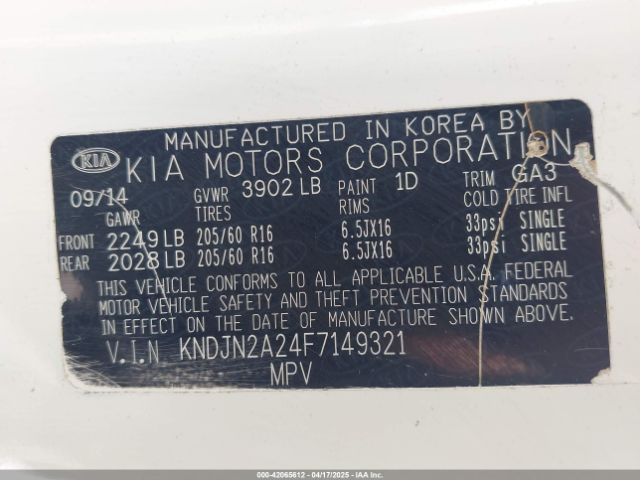 MANUFACTURED IN KOREA BY
KIA KIA MOTORS CORPORATION
09/14 GVWR 3902 LB PAINT 1D TRIM GA3
GAWR TIRES RIMS COLD TIRE INFL
FRONT 2249 LB 205/60 R16 6.5JX16 33psi SINGLE
REAR 2028 LB 205/60 R16 6.5JX16 33psi SINGLE
THIS VEHICLE CONFORMS TO ALL APPLICABLE U.S.A. FEDERAL
MOTOR VEHICLE SAFETY AND THEFT PREVENTION STANDARDS
IN EFFECT ON THE DATE OF MANUFACTURE SHOWN ABOVE.
V.I.N KNDJN2A24F7149321
MPV
000-42065612 - 04/17/2025 - IAAI.COM